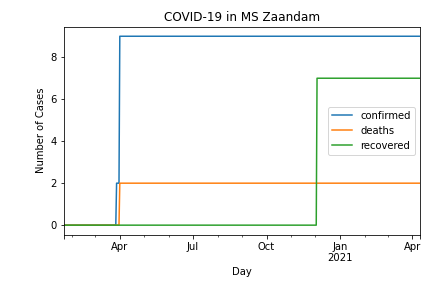 COVID-19 in MS Zaandam
Number of Cases
8
6
4
2
0
confirmed
deaths
recovered
Apr Jul Oct Jan Apr
2021
Day